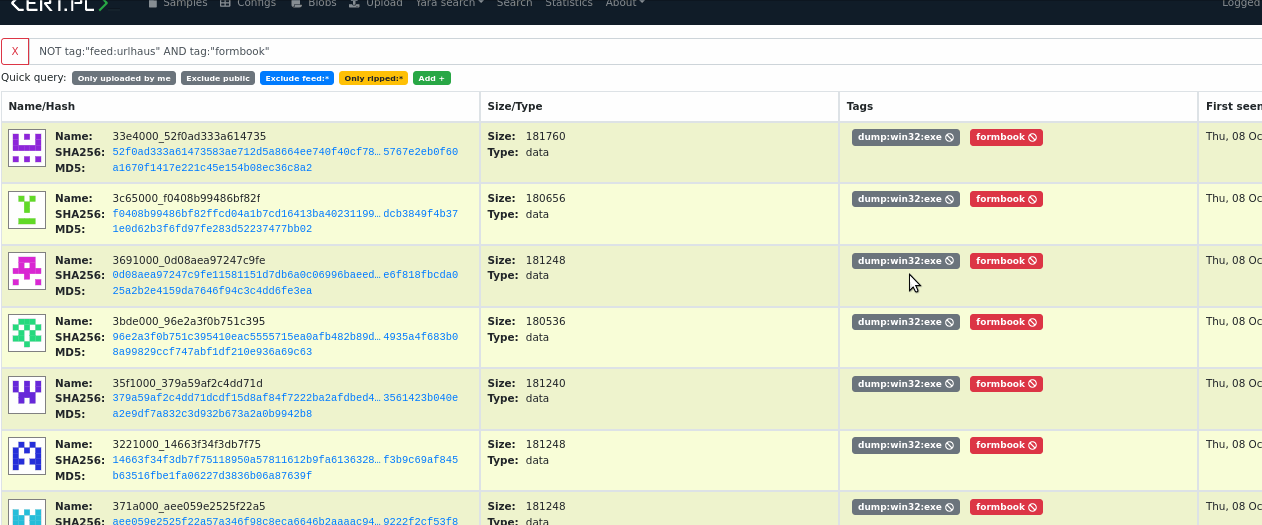 CERT.PL>
Samples Configs Blobs Upload Yara search Search Statistics About Logged
X NOT tag:"feed:urlhaus" AND tag:"formbook"
Quick query: Only uploaded by me Exclude public Exclude feed:* Only ripped:* Add +
Name/Hash Size/Type Tags First seen
Name: 33e4000_52f0ad333a614735 Size: 181760 dump:win32:exe formbook Thu, 08 Oc
SHA256: 52f0ad333a61473583ae712d5a8664ee740f40cf78… 5767e2eb0f60 Type: data
MD5: a1670f1417e221c45e154b08ec36c8a2
Name: 3c65000_f0408b99486bf82f Size: 180656 dump:win32:exe formbook Thu, 08 Oc
SHA256: f0408b99486bf82ffcd04a1b7cd16413ba40231199… dcb3849f4b37 Type: data
MD5: 1e0d62b3f6fd97fe283d52237477bb02
Name: 3691000_0d08aea97247c9fe Size: 181248 dump:win32:exe formbook Thu, 08 Oc
SHA256: 0d08aea97247c9fe11581151d7db6a0c06996baeed… e6f818fbcda0 Type: data
MD5: 25a2b2e4159da7646f94c3c4dd6fe3ea
Name: 3bde000_96e2a3f0b751c395 Size: 180536 dump:win32:exe formbook Thu, 08 Oc
SHA256: 96e2a3f0b751c395410eac5555715ea0afb482b89d… 4935a4f683b0 Type: data
MD5: 8a99829ccf747abf1df210e936a69c63
Name: 35f1000_379a59af2c4dd71d Size: 181240 dump:win32:exe formbook Thu, 08 Oc
SHA256: 379a59af2c4dd71dcdf15d8af84f7222ba2afdbed4… 3561423b040e Type: data
MD5: a2e9df7a832c3d932b673a2a0b9942b8
Name: 3221000_14663f34f3db7f75 Size: 181248 dump:win32:exe formbook Thu, 08 Oc
SHA256: 14663f34f3db7f75118950a57811612b9fa6136328… f3b9c69af845 Type: data
MD5: b63516fbe1fa06227d3836b06a87639f
Name: 371a000_aee059e2525f22a5 Size: 181248 dump:win32:exe formbook Thu, 08 Oc
SHA256: aee059e2525f22a57a346f98c8eca6646b2aaaac94… 9222f2cf53f8 Type: data